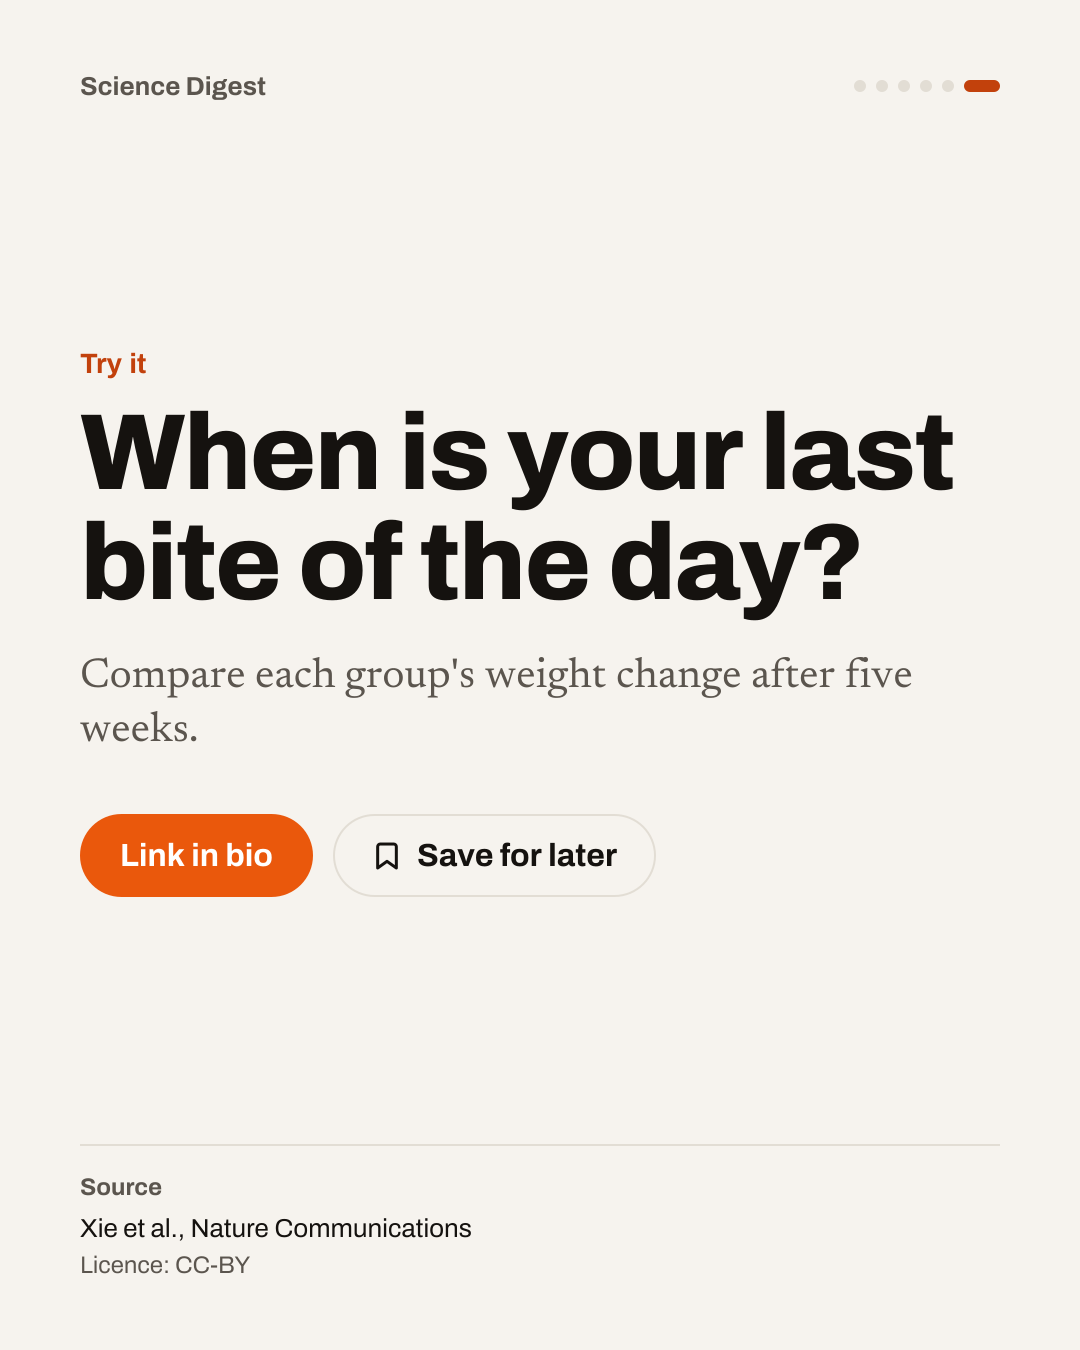 Science Digest
Try it
When is your last
bite of the day?
Compare each group's weight change after five
weeks.
Link in bio
Save for later
Source
Xie et al., Nature Communications
Licence: CC-BY